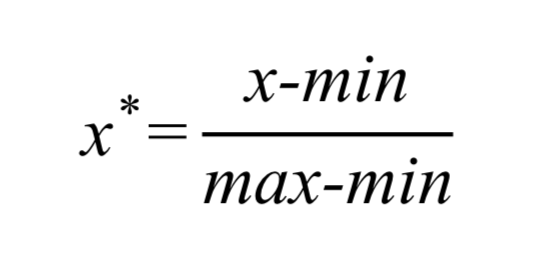 x* = x-min / max-min